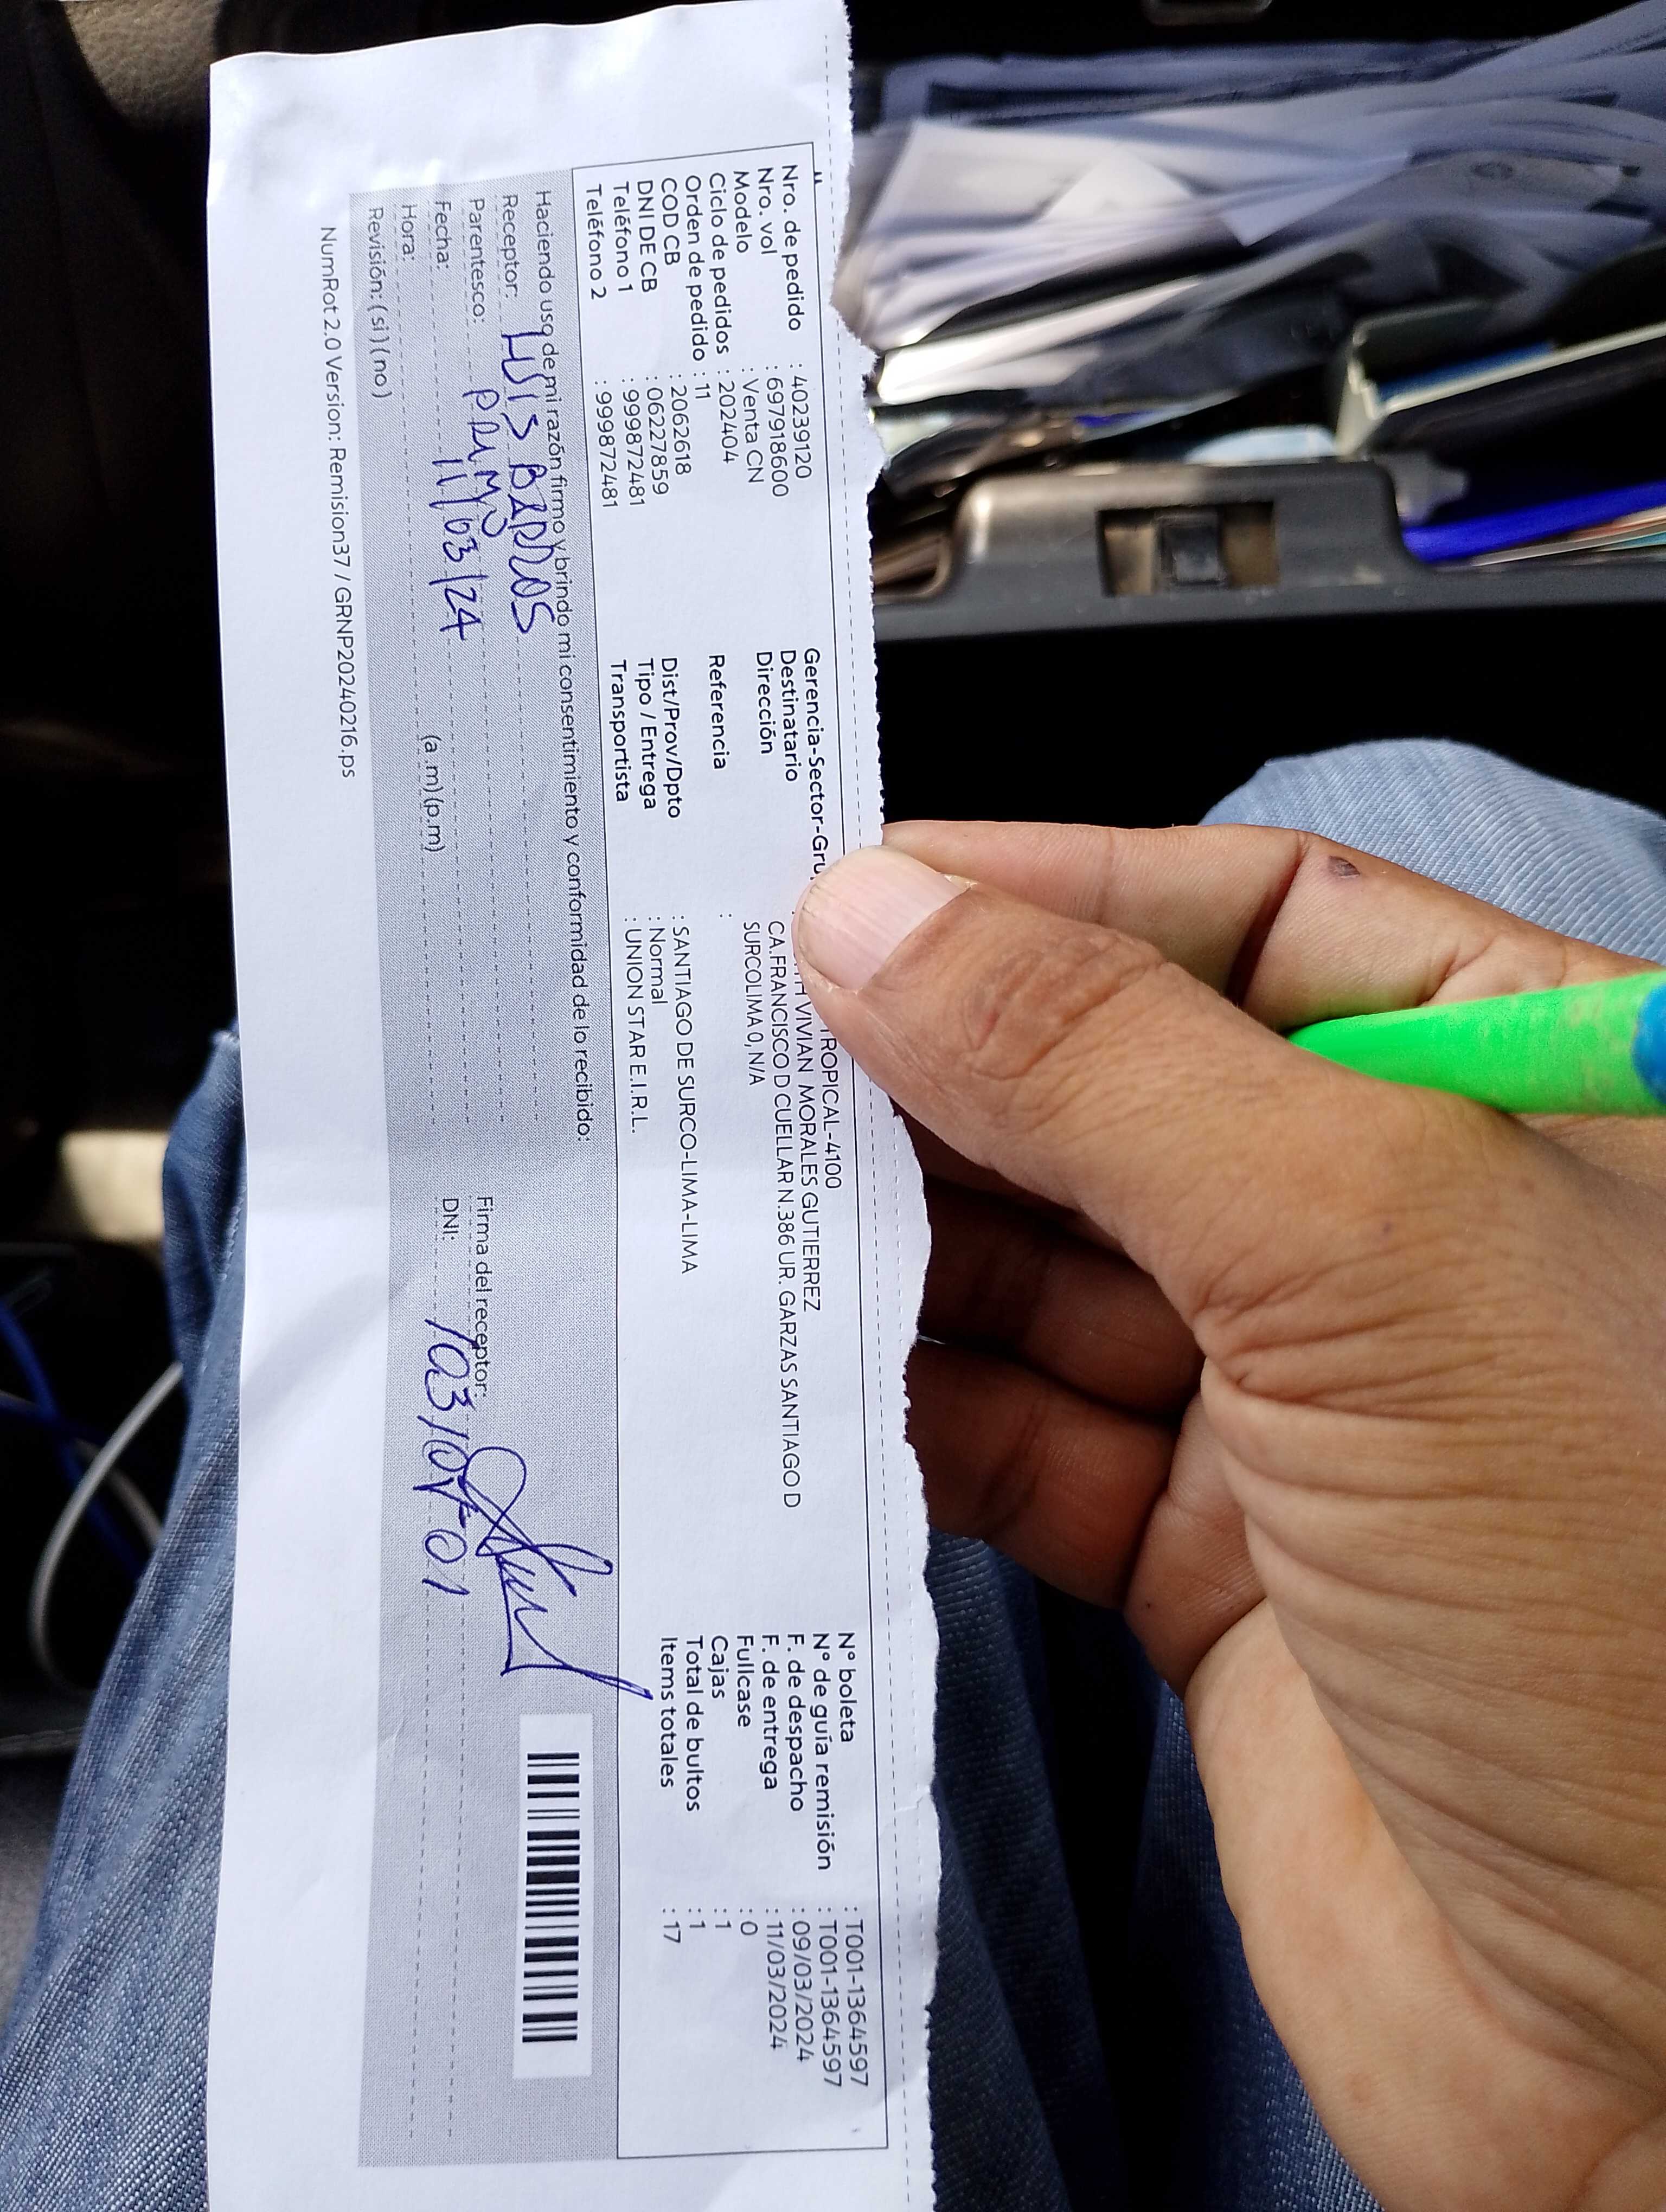 Nro. de pedido : 40239120
Nro. vol : 697918600
Modelo : Venta CN
Ciclo de pedidos : 202404
Orden de pedido : 11
COD CB : 2062618
DNI DE CB : 06227859
Teléfono 1 : 999872481
Teléfono 2 : 999872481
Gerencia-Sector-Gru ROPICAL-4100
Destinatario VIVIAN MORALES GUTIERREZ
Dirección CA.FRANCISCO D CUELLAR N.386 UR. GARZAS SANTIAGO D
SURCOLIMA 0, N/A
Referencia :
Dist/Prov/Dpto : SANTIAGO DE SURCO-LIMA-LIMA
Tipo / Entrega : Normal
Transportista : UNION STAR E.I.R.L.
N° boleta : T001-1364597
N° de guía remisión : T001-1364597
F. de despacho : 09/03/2024
F. de entrega : 11/03/2024
Fullcase : 0
Cajas : 1
Total de bultos : 1
Items totales : 17
Haciendo uso de mi razón firmo y brindo mi consentimiento y conformidad de lo recibido:
Receptor: BARROS
Parentesco: PRIMO
Fecha: 11/03/24
Hora: (a.m)(p.m)
Revisión: (si) (no)
Firma del receptor:
DNI:
NumRot 2.0 Version: Remision37 / GRNP20240216.ps